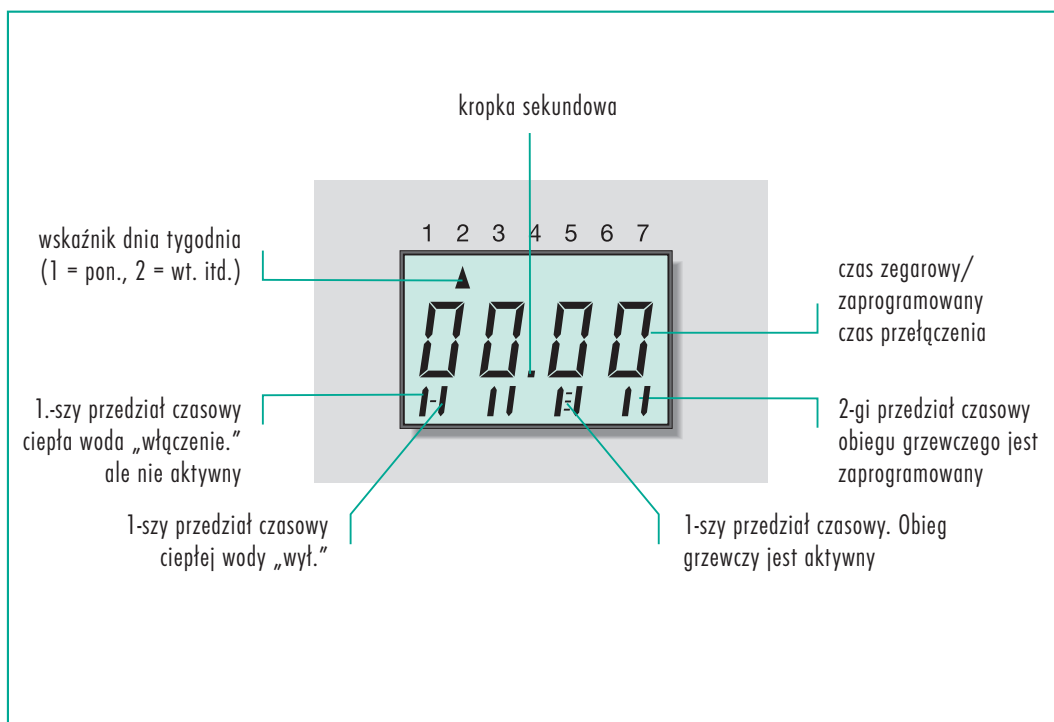 kropka sekundowa
wskaźnik dnia tygodnia
(1 = pon., 2 = wt. itd.)
1 2 3 4 5 6 7
00.00
czas zegarowy/
zaprogramowany
czas przełączenia
1.-szy przedział czasowy
ciepła woda „włączenie.”
ale nie aktywny
2-gi przedział czasowy
obiegu grzewczego jest
zaprogramowany
1-szy przedział czasowy
ciepłej wody „wył.”
1-szy przedział czasowy. Obieg
grzewczy jest aktywny